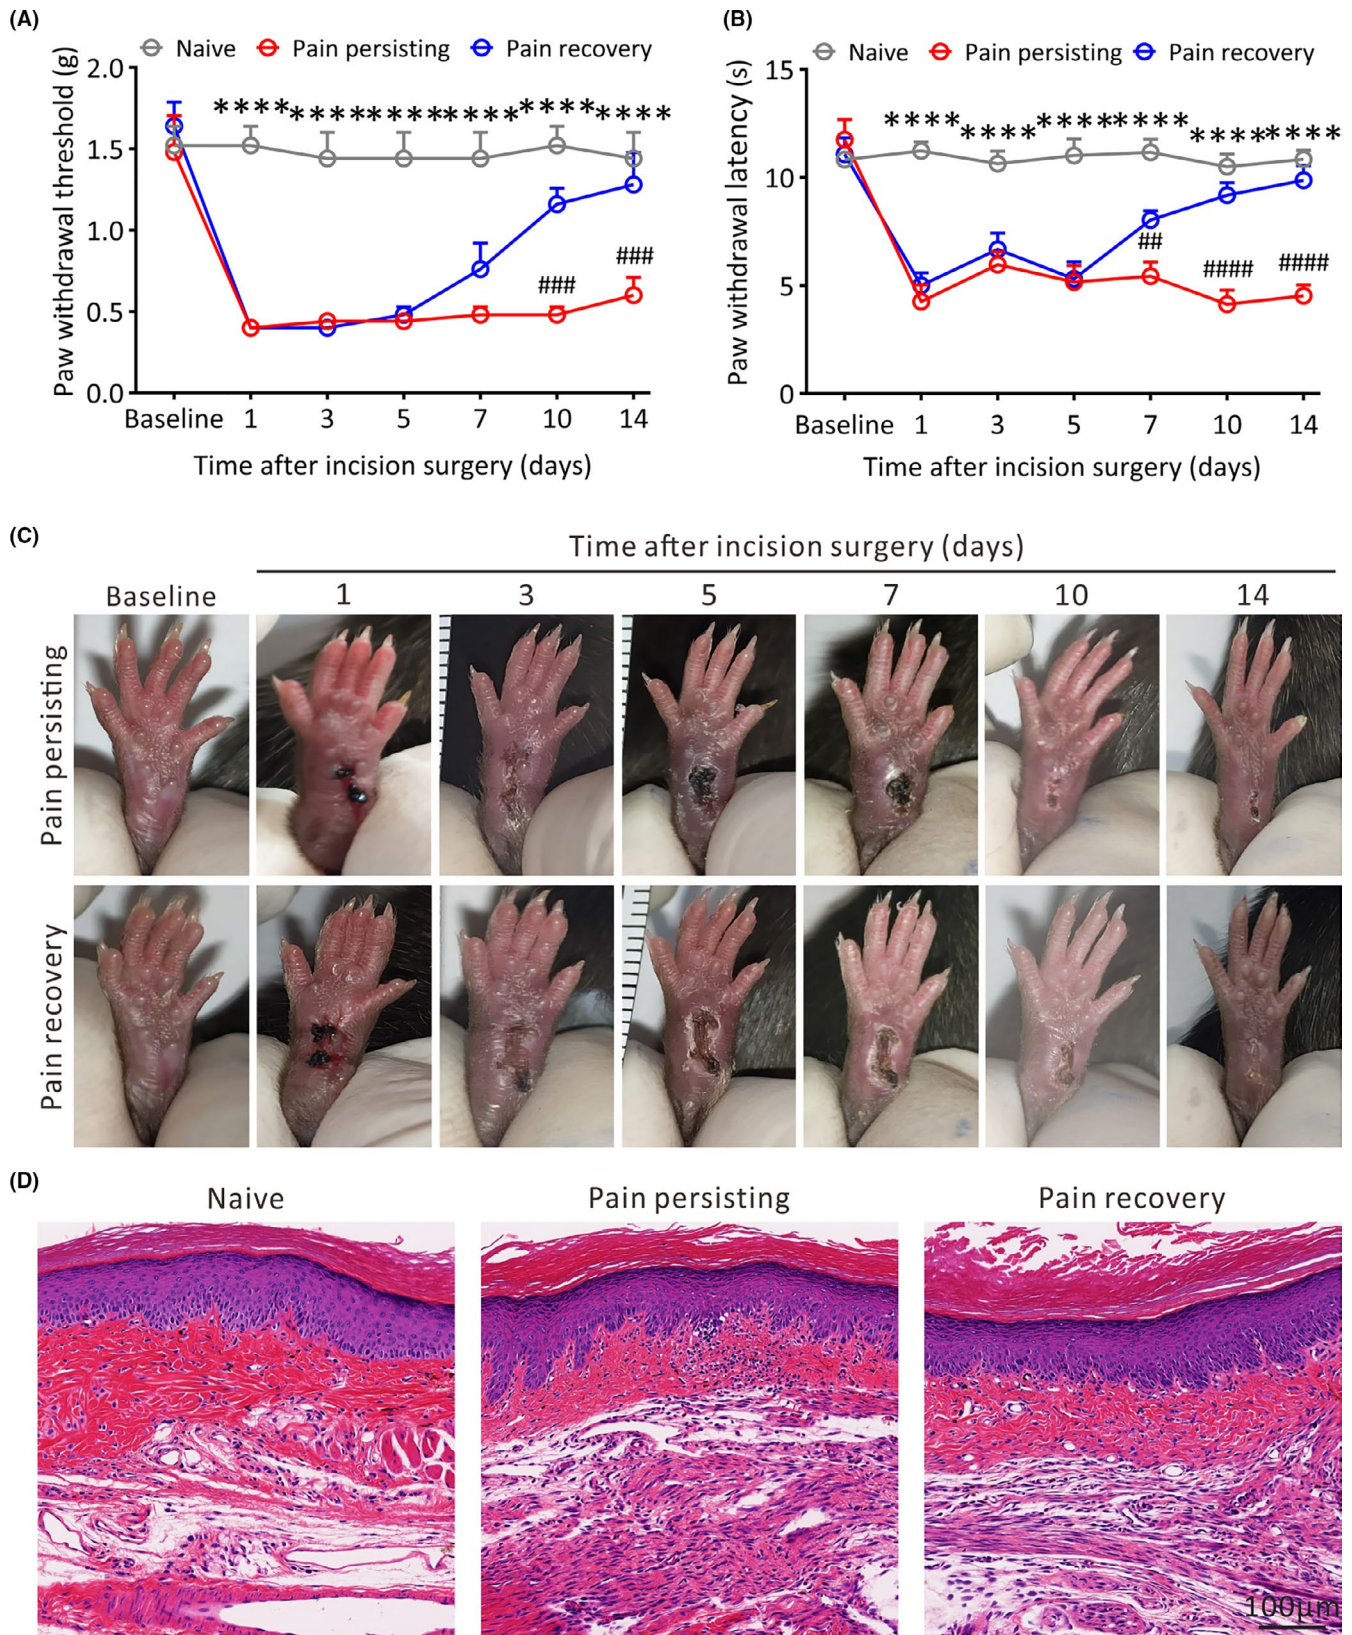 (A)
Naive Pain persisting Pain recovery
Paw withdrawal threshold (g)
2.0
1.5
1.0
0.5
0.0
**** **** **** **** **** ****
###
###
Baseline 1 3 5 7 10 14
Time after incision surgery (days)
(B)
Naive Pain persisting Pain recovery
Paw withdrawal latency (s)
15
10
5
0
**** **** **** **** **** ****
##
####
####
Baseline 1 3 5 7 10 14
Time after incision surgery (days)
(C)
Time after incision surgery (days)
Baseline 1 3 5 7 10 14
Pain persisting
Pain recovery
(D)
Naive Pain persisting Pain recovery
100μm